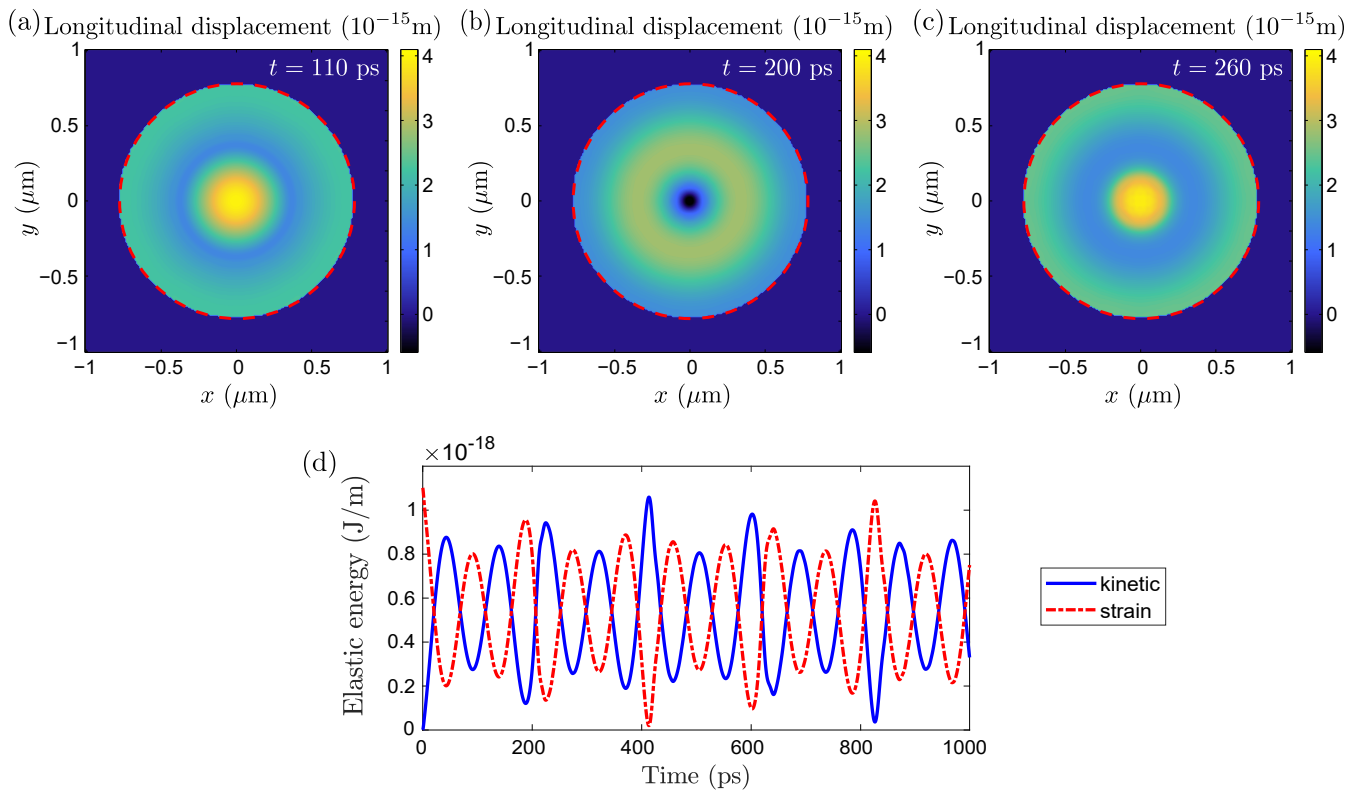 (a) Longitudinal displacement (10⁻¹⁵m)
t = 110 ps
1
0.5
0
−0.5
−1
y (μm)
−1 −0.5 0 0.5 1
x (μm)
4
3
2
1
0
(b) Longitudinal displacement (10⁻¹⁵m)
t = 200 ps
1
0.5
0
−0.5
−1
y (μm)
−1 −0.5 0 0.5 1
x (μm)
4
3
2
1
0
(c) Longitudinal displacement (10⁻¹⁵m)
t = 260 ps
1
0.5
0
−0.5
−1
y (μm)
−1 −0.5 0 0.5 1
x (μm)
4
3
2
1
0
(d)
×10⁻¹⁸
Elastic energy (J/m)
1
0.8
0.6
0.4
0.2
0
0 200 400 600 800 1000
Time (ps)
kinetic
strain